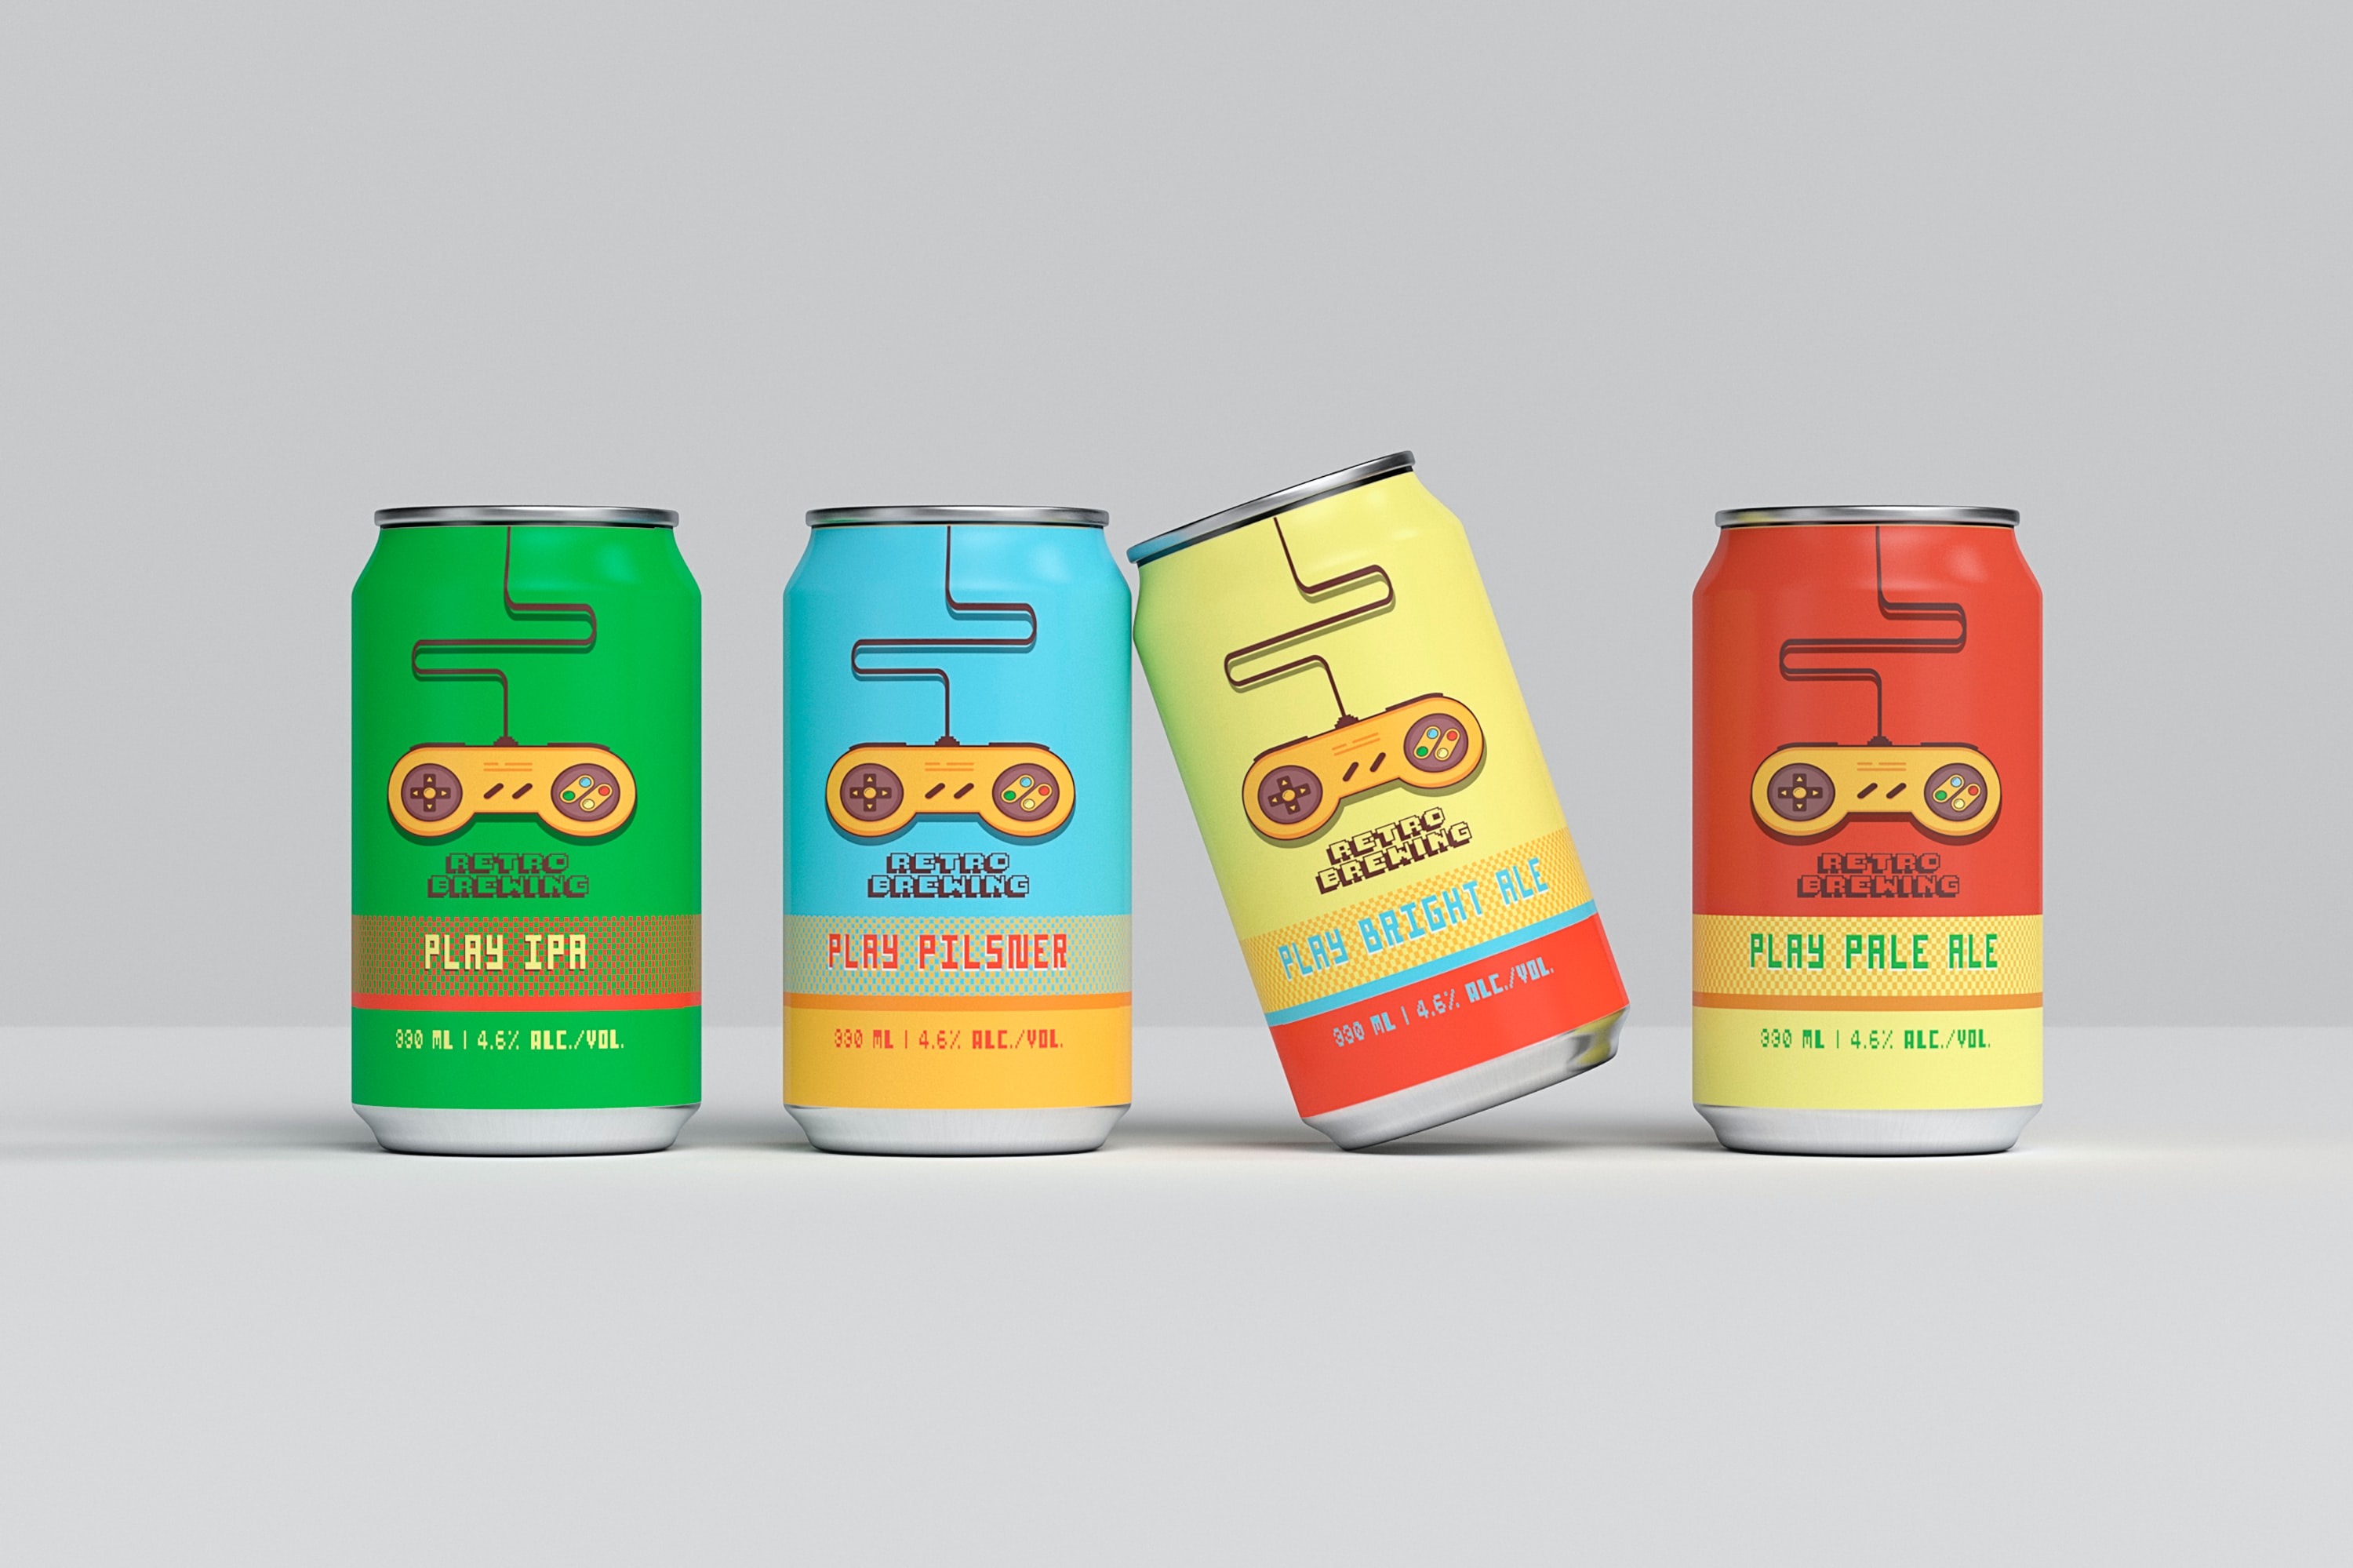 RETRO
BREWING
PLAY IPA
330 ML | 4.6% ALC./VOL.
RETRO
BREWING
PLAY PILSNER
330 ML | 4.6% ALC./VOL.
RETRO
BREWING
PLAY BRIGHT ALE
330 ML | 4.6% ALC./VOL.
RETRO
BREWING
PLAY PALE ALE
330 ML | 4.6% ALC./VOL.